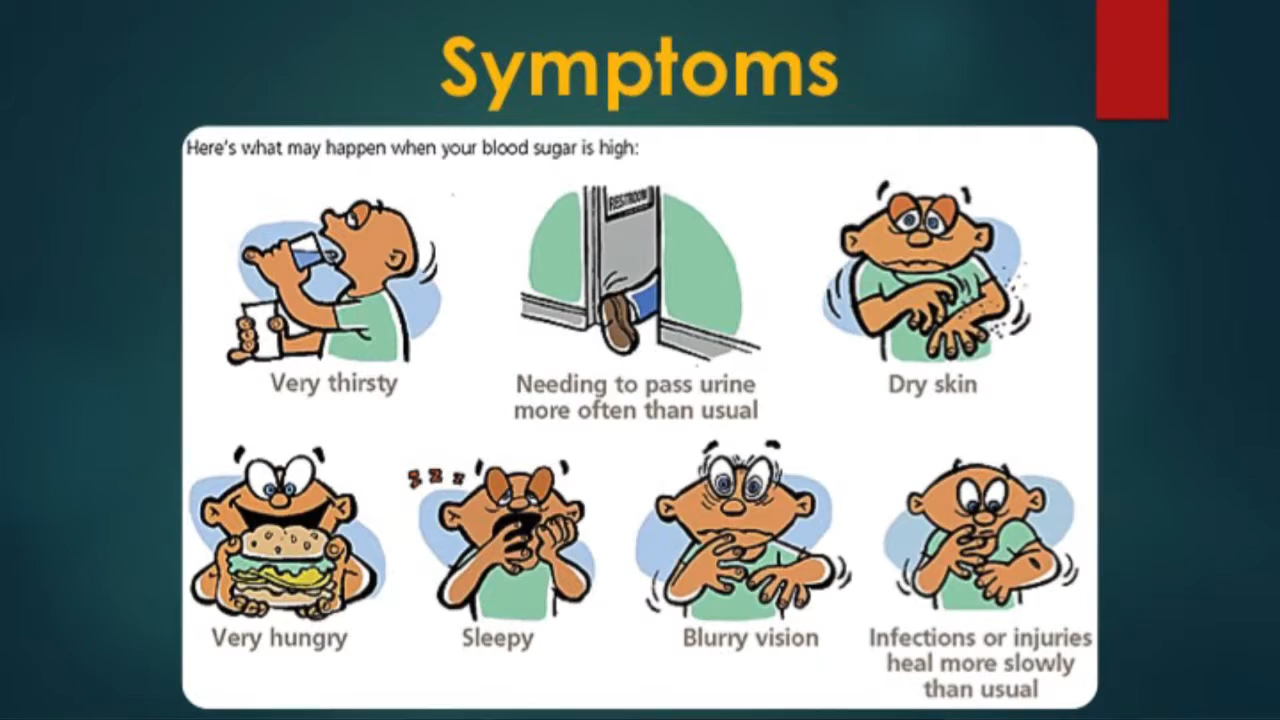 Symptoms
Here's what may happen when your blood sugar is high:
RESTROOM
Very thirsty
Needing to pass urine
more often than usual
Dry skin
z z z
Very hungry
Sleepy
Blurry vision
Infections or injuries
heal more slowly
than usual